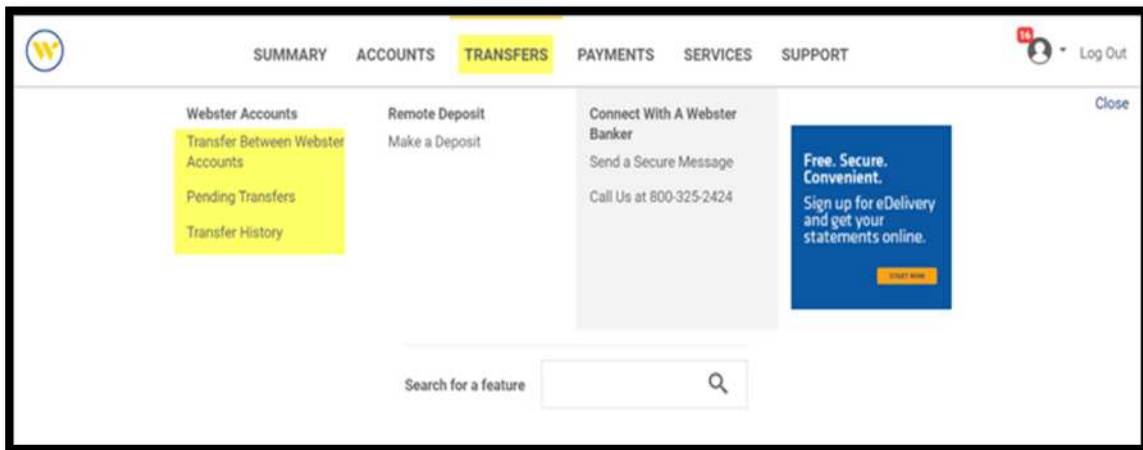 W
SUMMARY ACCOUNTS TRANSFERS PAYMENTS SERVICES SUPPORT
16
Log Out
Close
Webster Accounts
Transfer Between Webster
Accounts
Pending Transfers
Transfer History
Remote Deposit
Make a Deposit
Connect With A Webster
Banker
Send a Secure Message
Call Us at 800-325-2424
Free. Secure.
Convenient.
Sign up for eDelivery
and get your
statements online.
START NOW
Search for a feature